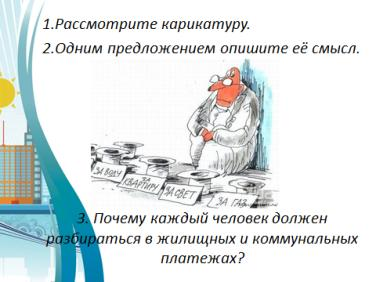 1.Рассмотрите карикатуру.
2.Одним предложением опишите её смысл.
ЗА ВОДУ
ЗА КВАРТИРУ
ЗА СВЕТ
ЗА ГАЗ
3. Почему каждый человек должен
разбираться в жилищных и коммунальных
платежах?